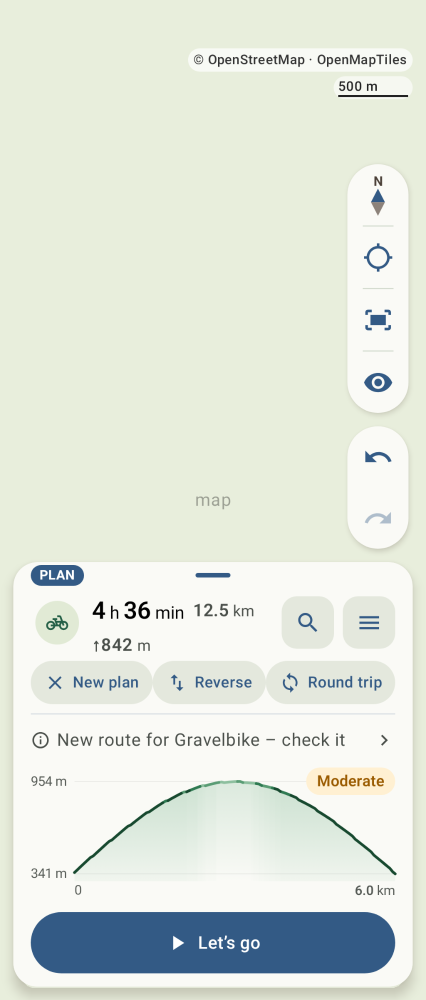 © OpenStreetMap · OpenMapTiles
500 m
N
map
PLAN
4 h 36 min 12.5 km
↑842 m
New plan Reverse Round trip
New route for Gravelbike – check it
954 m Moderate
341 m
0 6.0 km
Let’s go